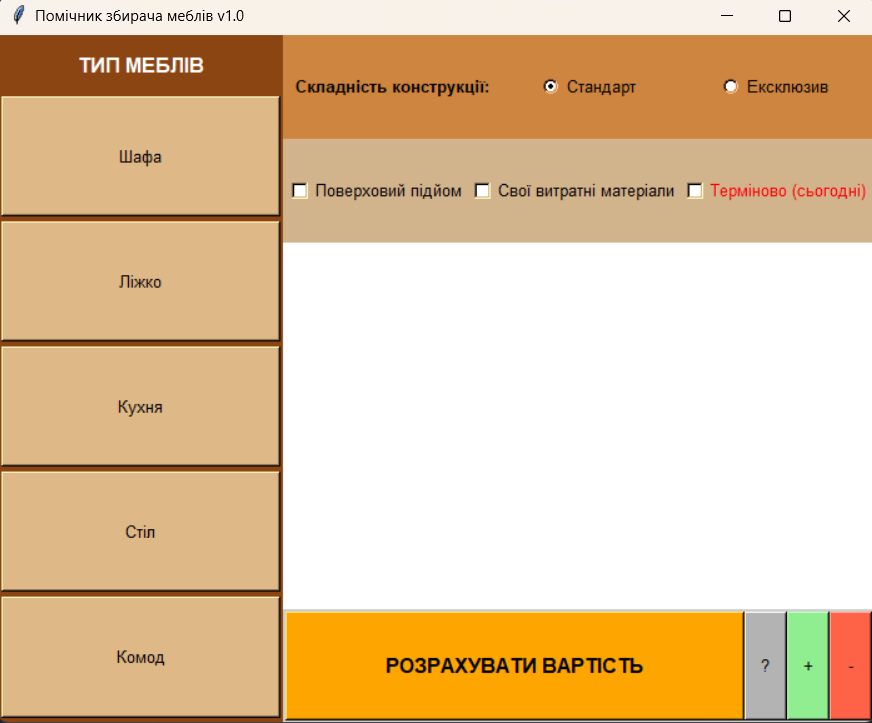 Помічник збирача меблів v1.0
ТИП МЕБЛІВ
Складність конструкції: Стандарт Ексклюзив
Шафа
Поверховий підйом Свої витратні матеріали Терміново (сьогодні)
Ліжко
Кухня
Стіл
Комод
РОЗРАХУВАТИ ВАРТІСТЬ ? + -